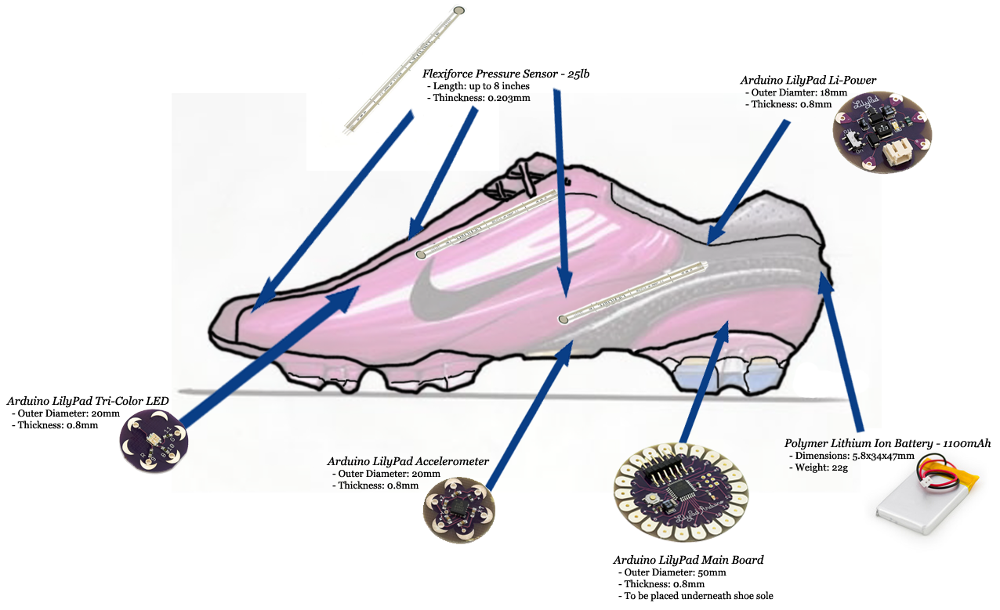 Flexiforce Pressure Sensor - 25lb
- Length: up to 8 inches
- Thinckness: 0.203mm
Arduino LilyPad Li-Power
- Outer Diamter: 18mm
- Thickness: 0.8mm
LilyPad
Arduino LilyPad Tri-Color LED
- Outer Diameter: 20mm
- Thickness: 0.8mm
Arduino LilyPad Accelerometer
- Outer Diameter: 20mm
- Thickness: 0.8mm
LilyPad Arduino
Polymer Lithium Ion Battery - 1100mAh
- Dimensions: 5.8x34x47mm
- Weight: 22g
Arduino LilyPad Main Board
- Outer Diameter: 50mm
- Thickness: 0.8mm
- To be placed underneath shoe sole